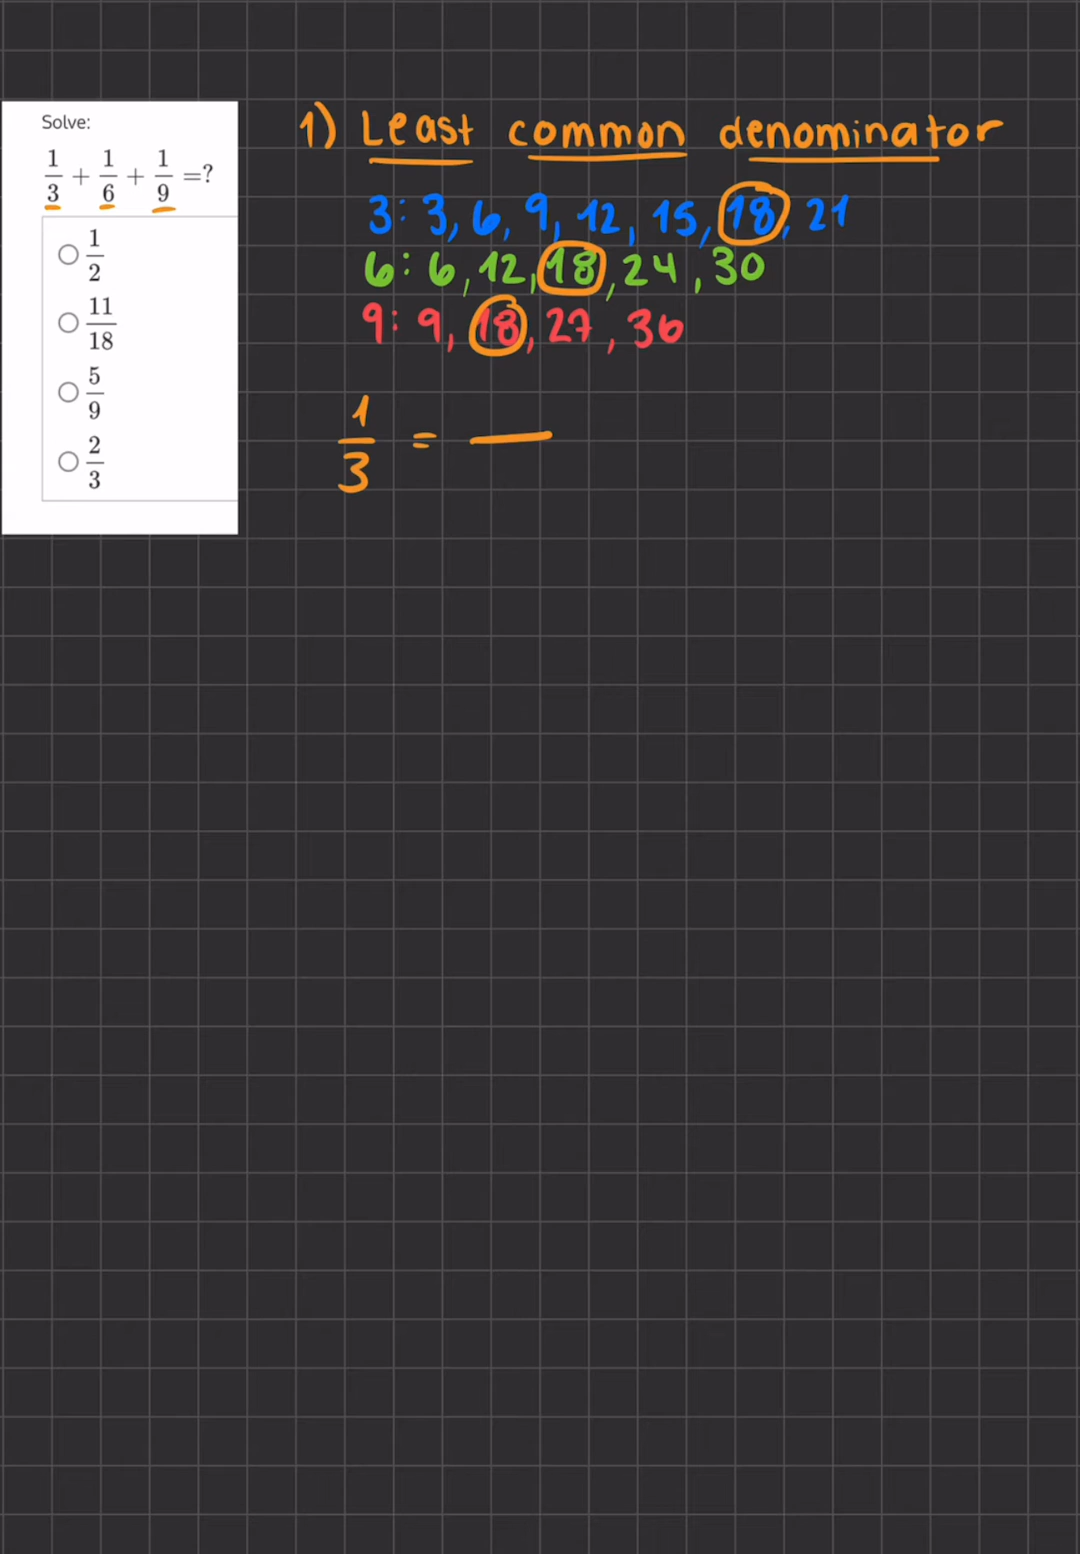 Solve:
1/3 + 1/6 + 1/9 =?
1/2
11/18
5/9
2/3
1) Least common denominator
3: 3, 6, 9, 12, 15, 18, 21
6: 6, 12, 18, 24, 30
9: 9, 18, 27, 36
1/3 = —